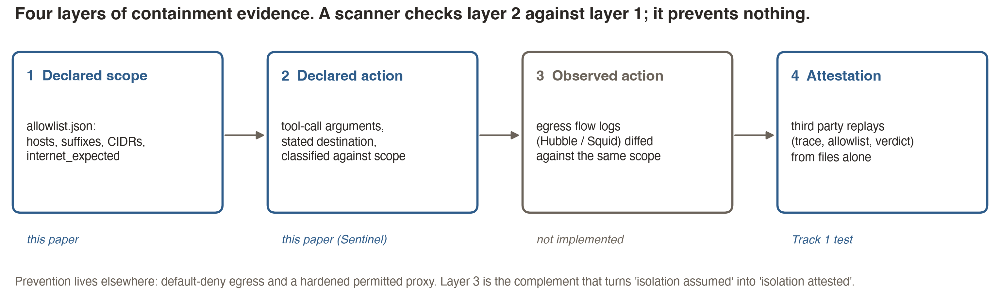 Four layers of containment evidence. A scanner checks layer 2 against layer 1; it prevents nothing.
1 Declared scope
allowlist.json:
hosts, suffixes, CIDRs,
internet_expected
this paper
2 Declared action
tool-call arguments,
stated destination,
classified against scope
this paper (Sentinel)
3 Observed action
egress flow logs
(Hubble / Squid) diffed
against the same scope
not implemented
4 Attestation
third party replays
(trace, allowlist, verdict)
from files alone
Track 1 test
Prevention lives elsewhere: default-deny egress and a hardened permitted proxy. Layer 3 is the complement that turns 'isolation assumed' into 'isolation attested'.